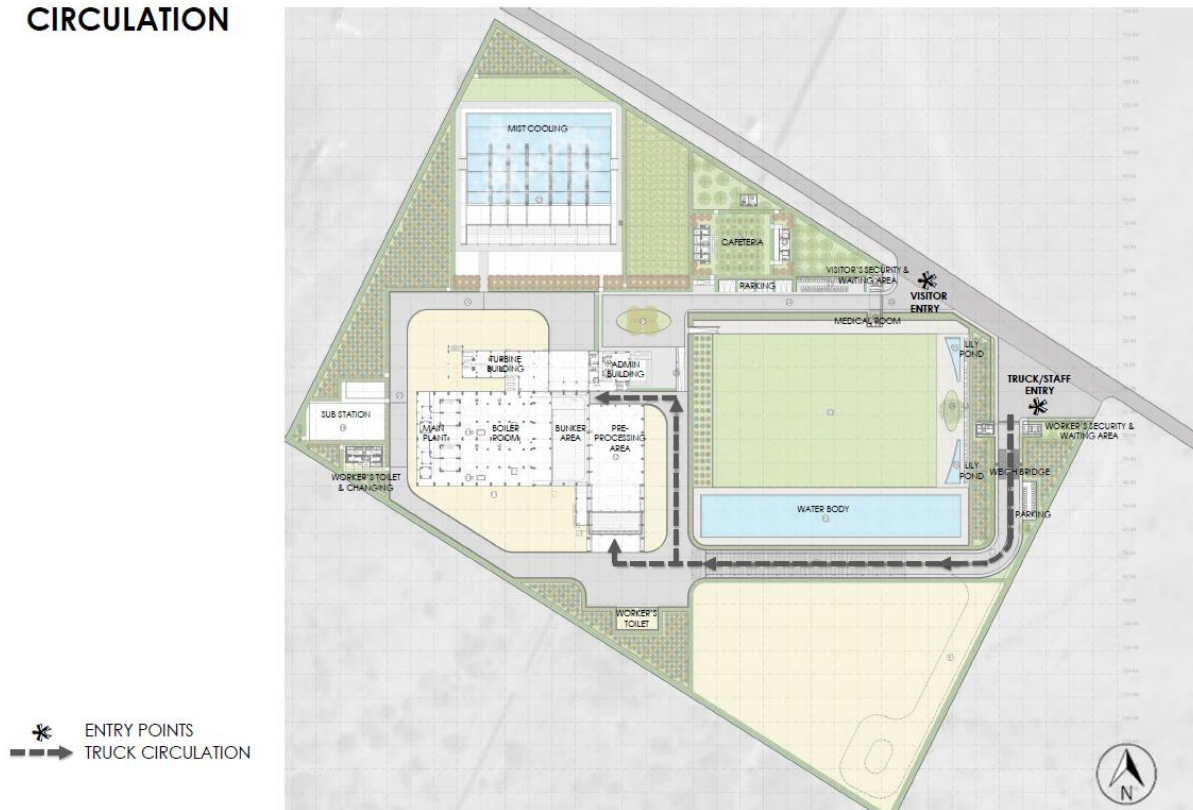 CIRCULATION
MIST COOLING
CAFETERIA
VISITOR'S SECURITY &
WAITING AREA
PARKING
VISITOR
ENTRY
MEDICAL ROOM
LILY
POND
TURBINE
BUILDING
ADMIN
BUILDING
TRUCK/STAFF
ENTRY
SUB STATION
MAIN
PLANT
BOILER
ROOM
BUNKER
AREA
PRE-
PROCESSING
AREA
WORKER'S SECURITY &
WAITING AREA
WORKER'S TOILET
& CHANGING
LILY
POND
WEIGH BRIDGE
PARKING
WATER BODY
WORKER'S
TOILET
ENTRY POINTS
TRUCK CIRCULATION
N